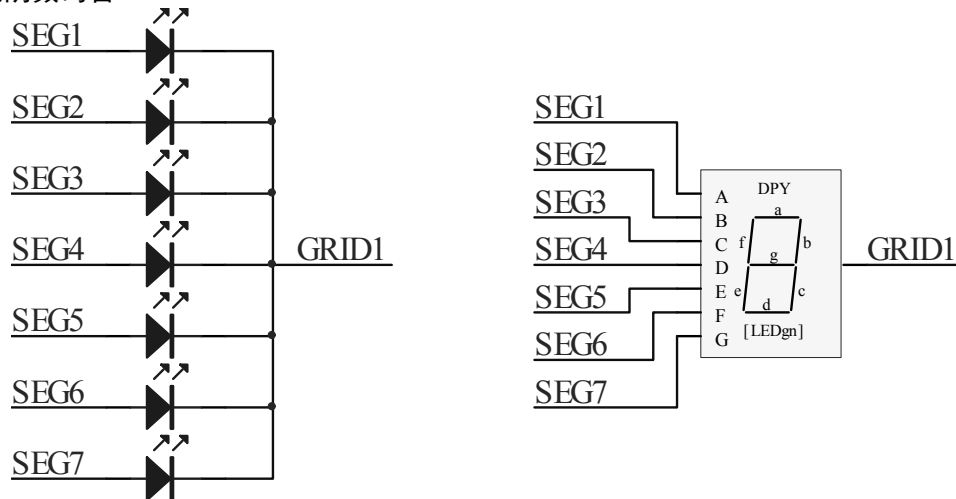 SEG1
SEG2
SEG3
SEG4
SEG5
SEG6
SEG7
GRID1
SEG1
SEG2
SEG3
SEG4
SEG5
SEG6
SEG7
A
B
C
D
E
F
G
DPY
a
f
b
g
e
c
d
[LEDgn]
GRID1